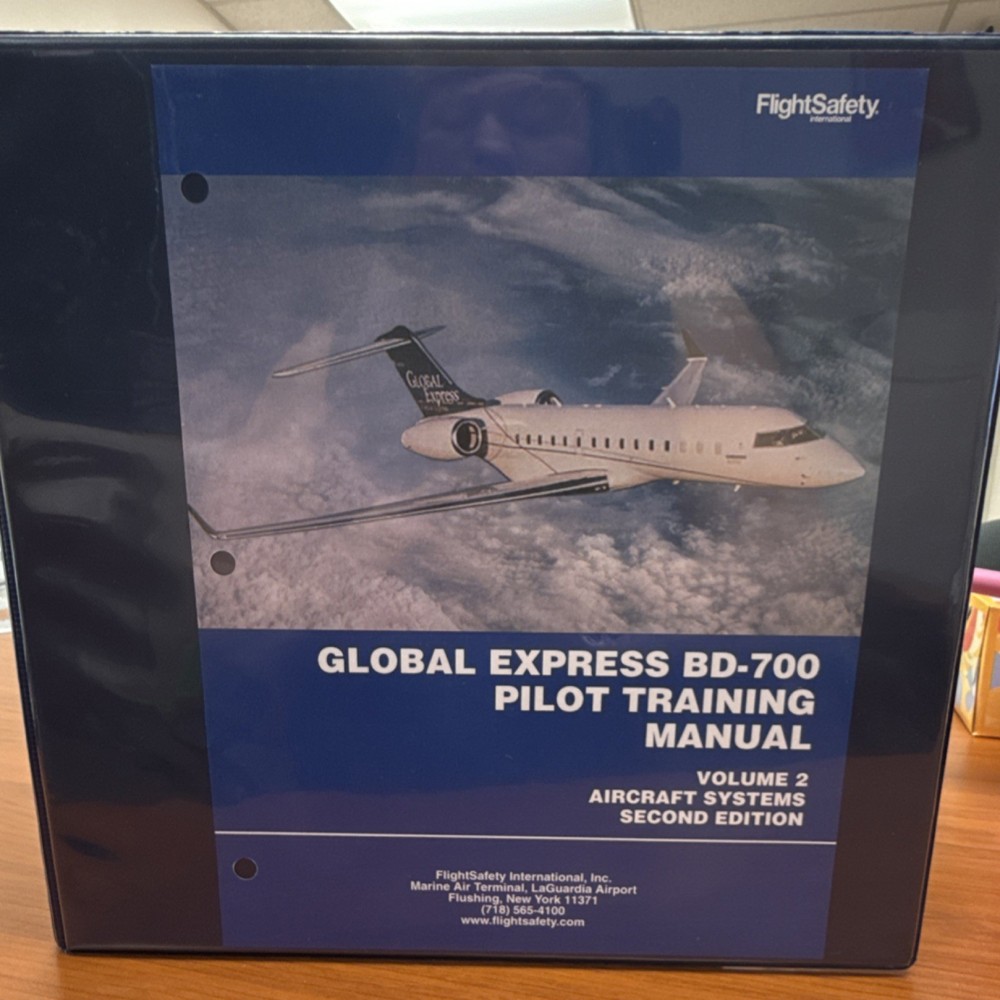 FlightSafety
international
GLOBAL
Express
GLOBAL EXPRESS BD-700
PILOT TRAINING
MANUAL
VOLUME 2
AIRCRAFT SYSTEMS
SECOND EDITION
FlightSafety International, Inc.
Marine Air Terminal, LaGuardia Airport
Flushing, New York 11371
(718) 565-4100
www.flightsafety.com